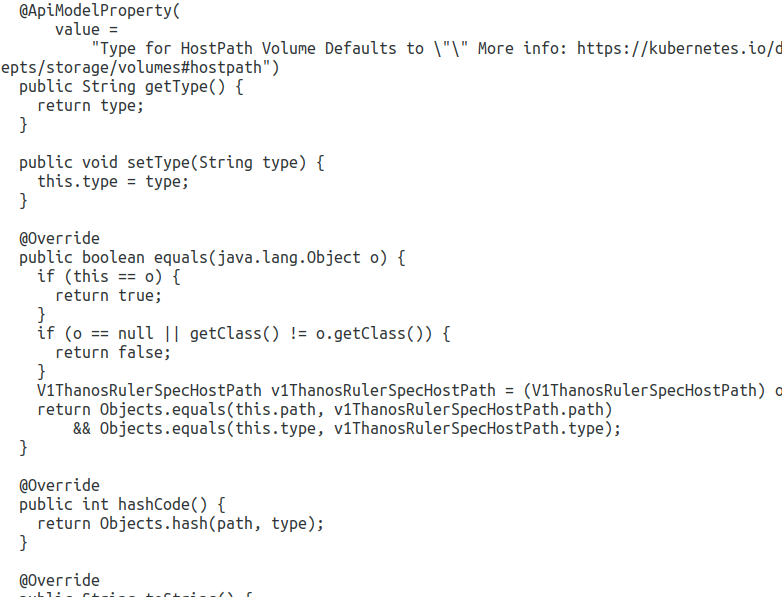 @ApiModelProperty(
value =
"Type for HostPath Volume Defaults to \"\" More info: https://kubernetes.io/d
epts/storage/volumes#hostpath")
public String getType() {
return type;
}
public void setType(String type) {
this.type = type;
}
@Override
public boolean equals(java.lang.Object o) {
if (this == o) {
return true;
}
if (o == null || getClass() != o.getClass()) {
return false;
}
V1ThanosRulerSpecHostPath v1ThanosRulerSpecHostPath = (V1ThanosRulerSpecHostPath) o
return Objects.equals(this.path, v1ThanosRulerSpecHostPath.path)
&& Objects.equals(this.type, v1ThanosRulerSpecHostPath.type);
}
@Override
public int hashCode() {
return Objects.hash(path, type);
}
@Override
public String toString() {